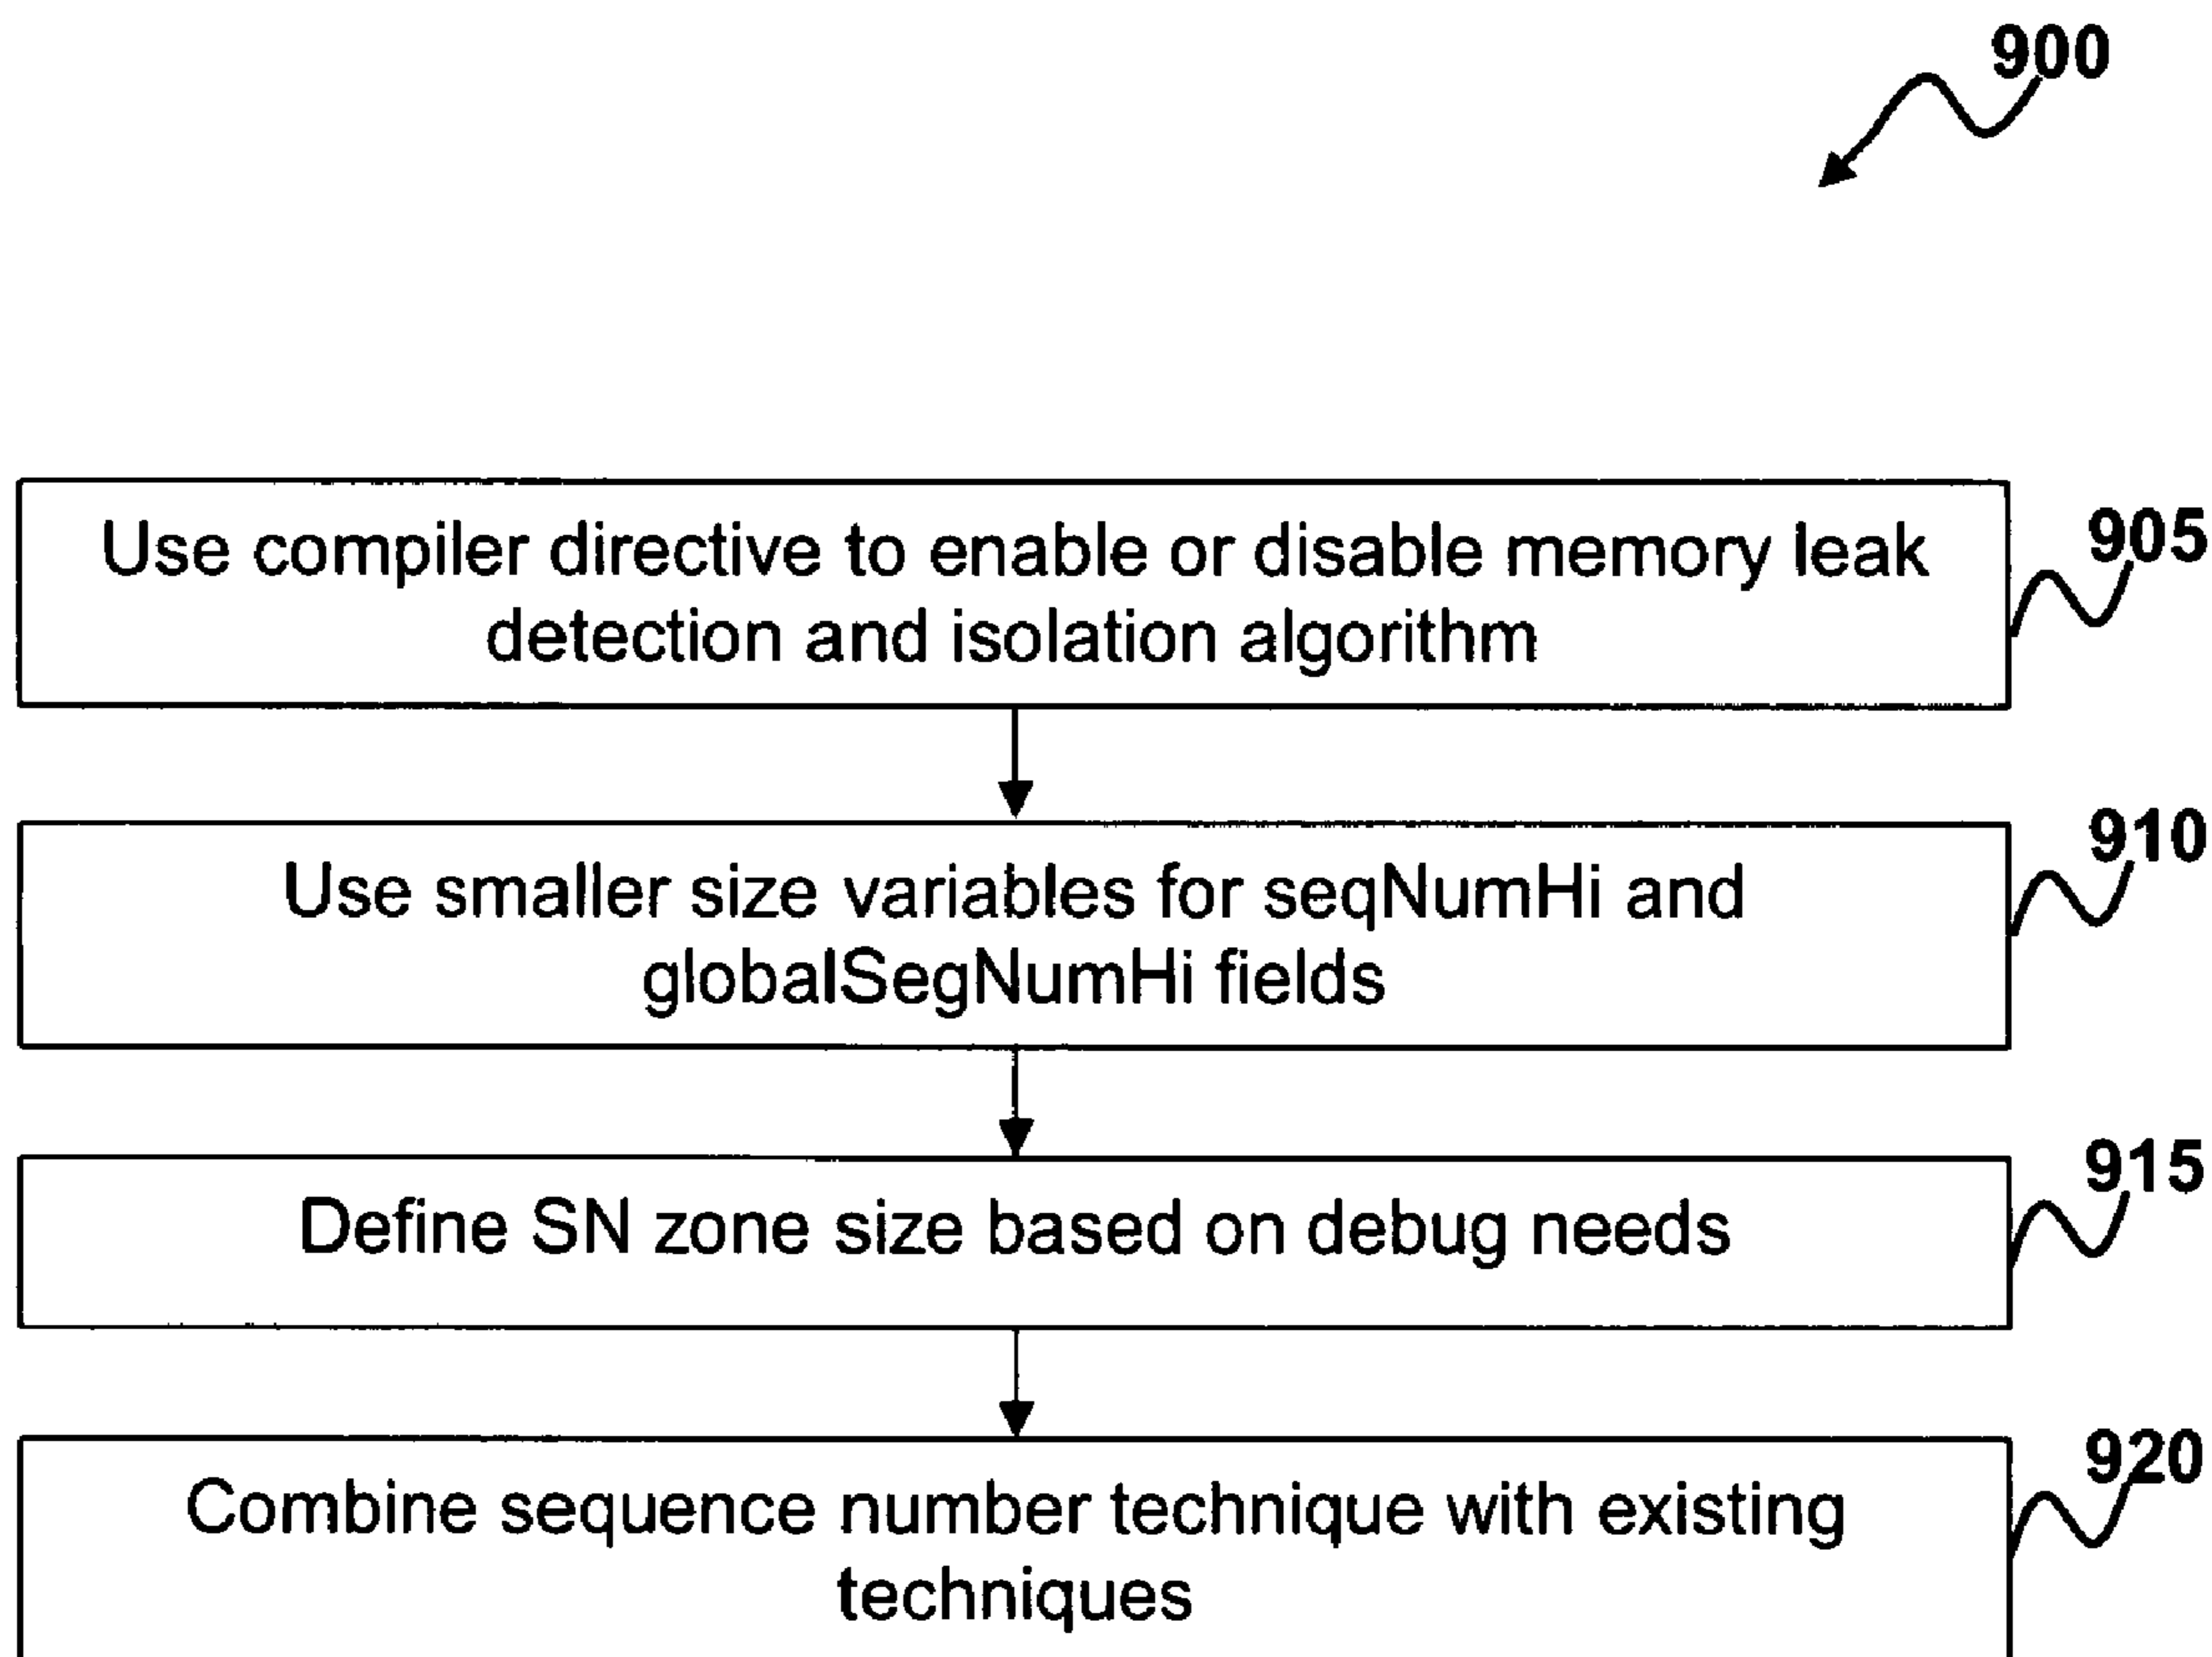 900
Use compiler directive to enable or disable memory leak
detection and isolation algorithm
905
Use smaller size variables for seqNumHi and
globalSegNumHi fields
910
Define SN zone size based on debug needs
915
Combine sequence number technique with existing
techniques
920